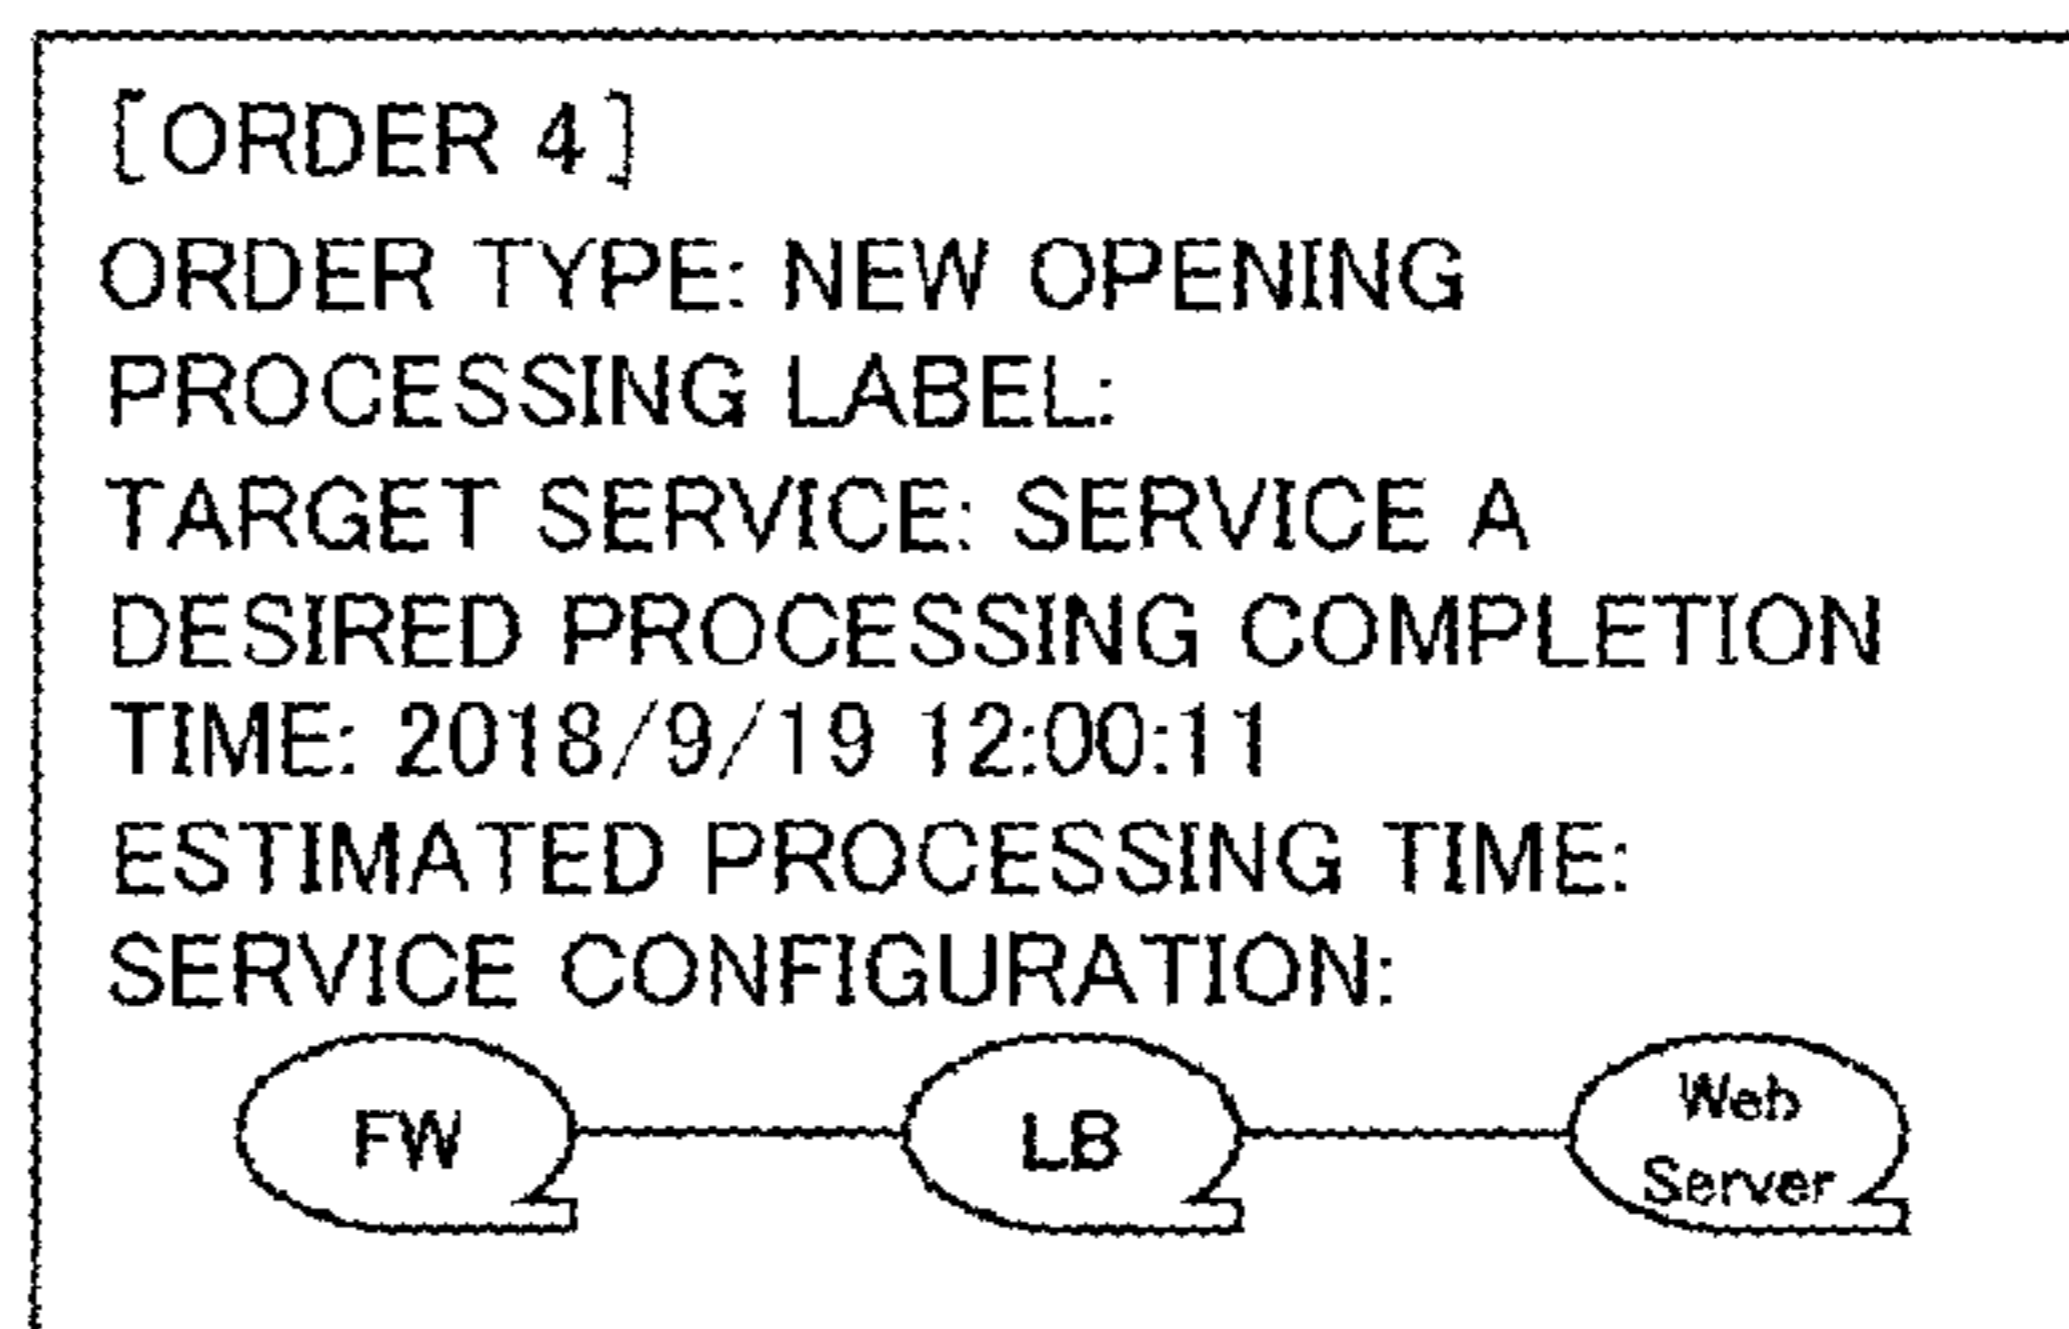 [ORDER 4]
ORDER TYPE: NEW OPENING
PROCESSING LABEL:
TARGET SERVICE: SERVICE A
DESIRED PROCESSING COMPLETION
TIME: 2018/9/19 12:00:11
ESTIMATED PROCESSING TIME:
SERVICE CONFIGURATION:
FW
LB
Web
Server